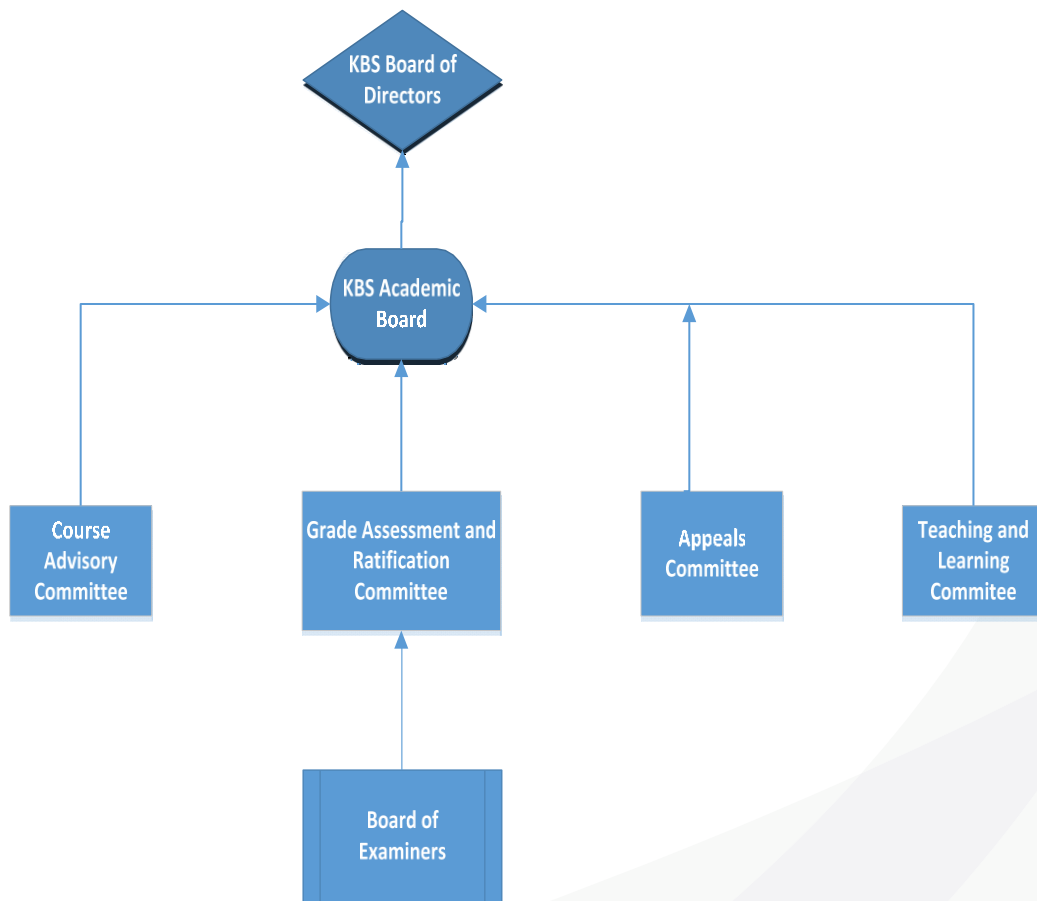 KBS Board of
Directors
KBS Academic
Board
Course
Advisory
Committee
Grade Assessment and
Ratification
Committee
Appeals
Committee
Teaching and
Learning
Commitee
Board of
Examiners